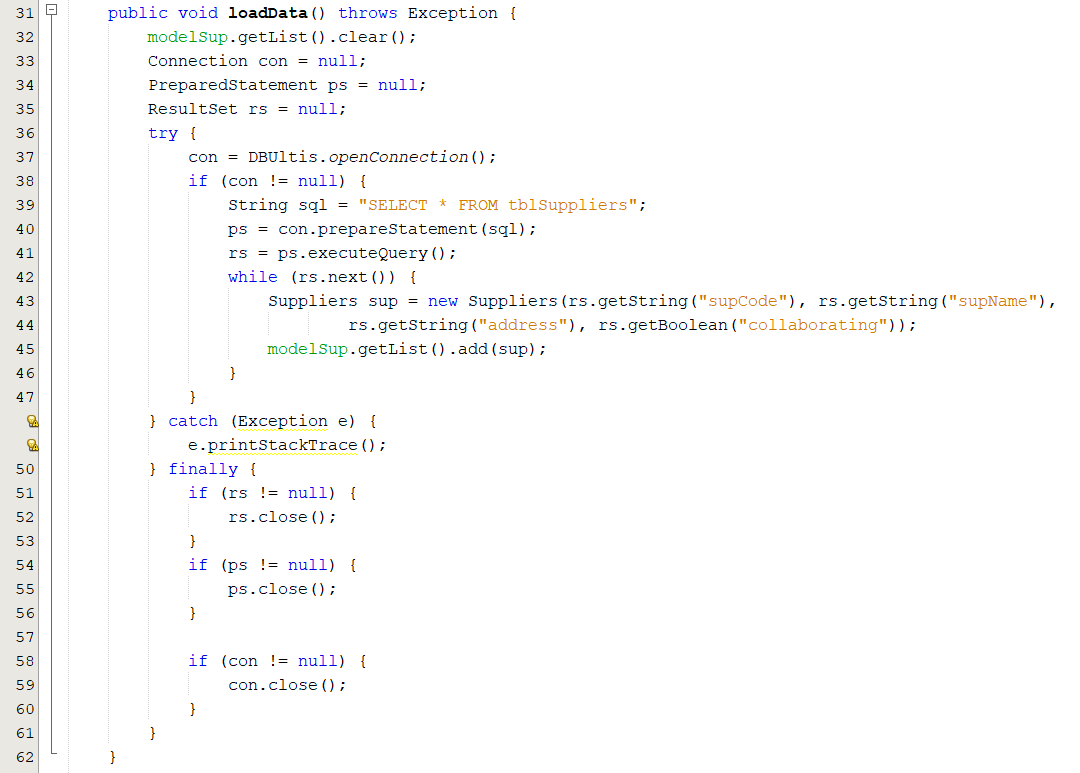 31 public void loadData() throws Exception {
32 modelSup.getList().clear();
33 Connection con = null;
34 PreparedStatement ps = null;
35 ResultSet rs = null;
36 try {
37 con = DBUltis.openConnection();
38 if (con != null) {
39 String sql = "SELECT * FROM tblSuppliers";
40 ps = con.prepareStatement(sql);
41 rs = ps.executeQuery();
42 while (rs.next()) {
43 Suppliers sup = new Suppliers(rs.getString("supCode"), rs.getString("supName"),
44 rs.getString("address"), rs.getBoolean("collaborating"));
45 modelSup.getList().add(sup);
46 }
47 }
} catch (Exception e) {
e.printStackTrace();
50 } finally {
51 if (rs != null) {
52 rs.close();
53 }
54 if (ps != null) {
55 ps.close();
56 }
57
58 if (con != null) {
59 con.close();
60 }
61 }
62 }